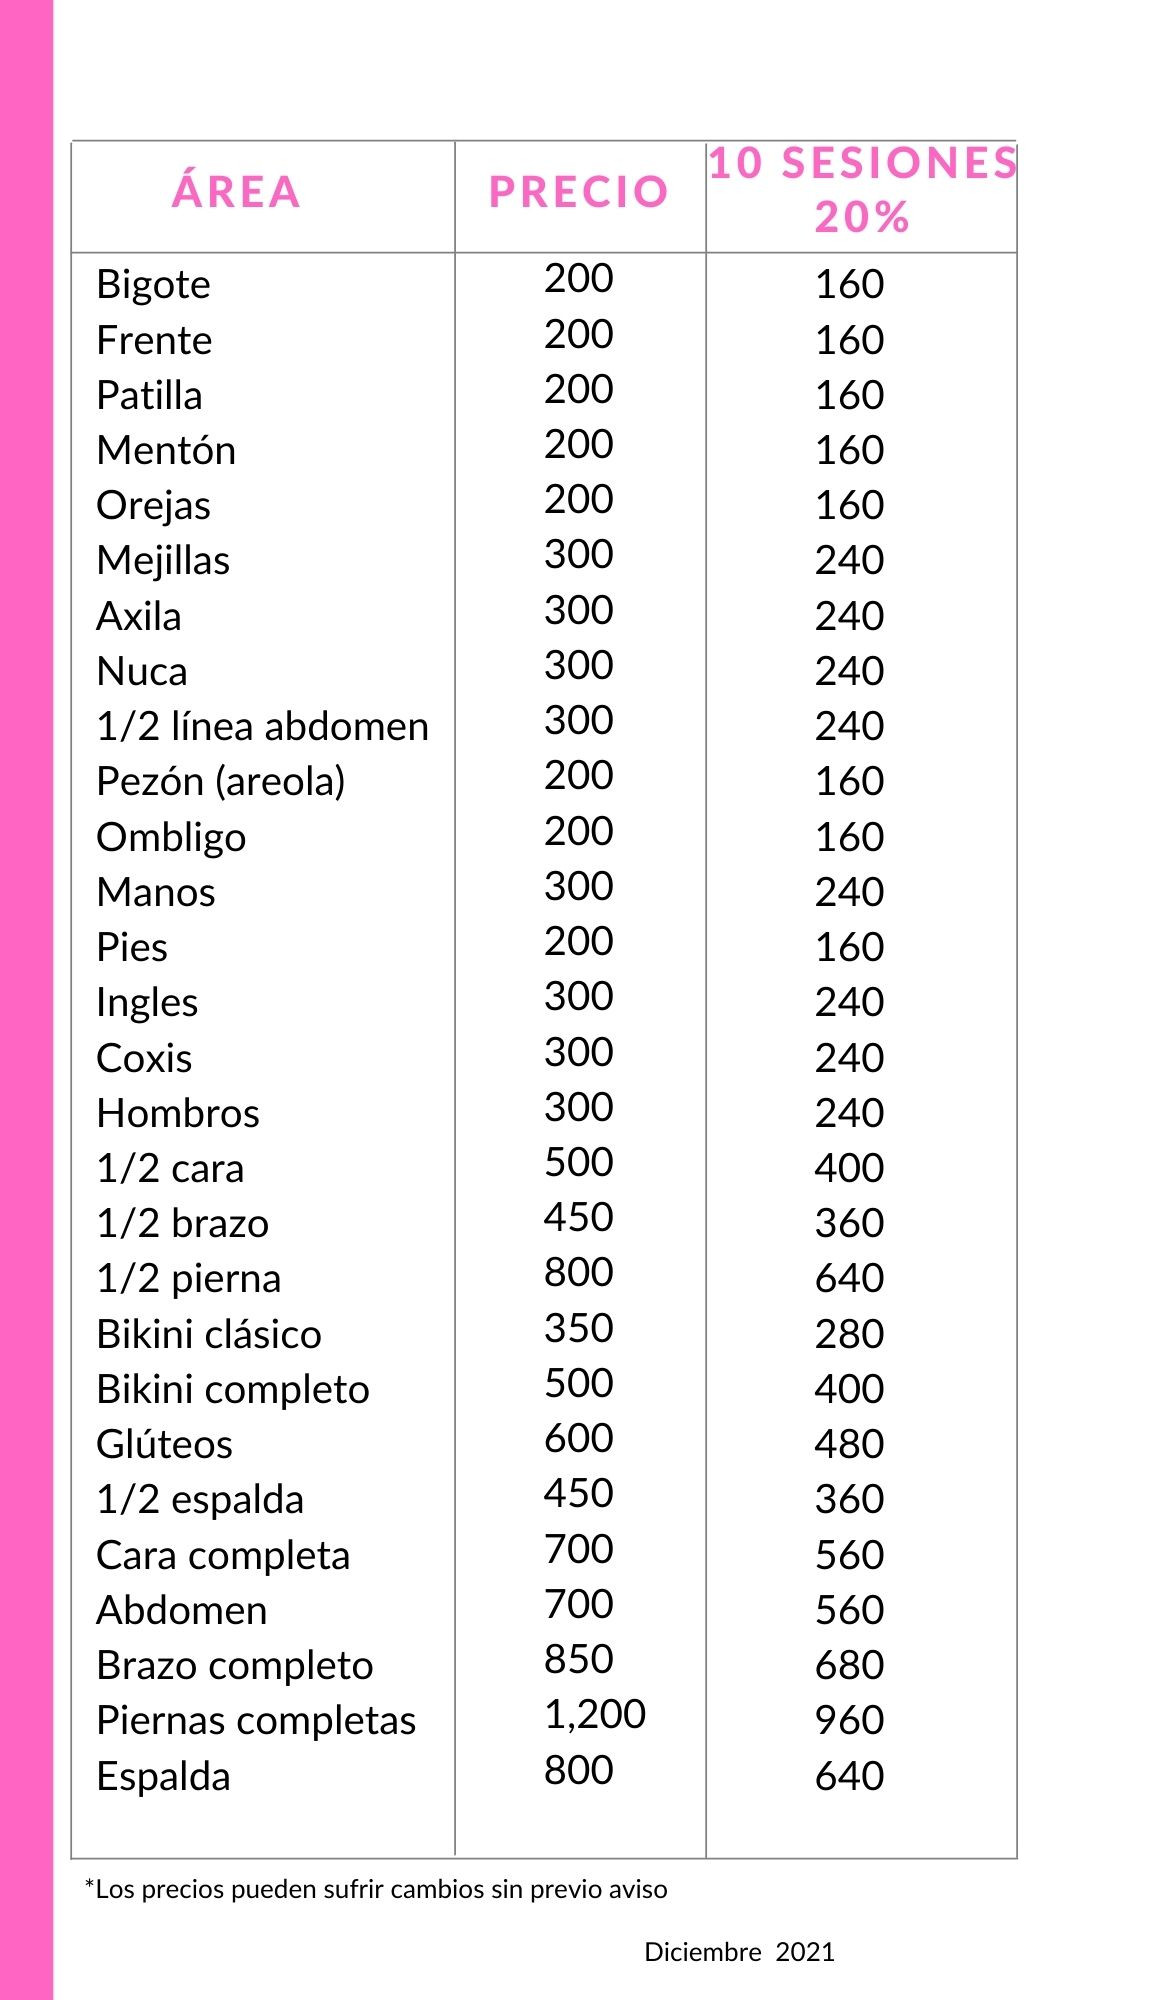 ÁREA PRECIO 10 SESIONES
20%
Bigote 200 160
Frente 200 160
Patilla 200 160
Mentón 200 160
Orejas 200 160
Mejillas 300 240
Axila 300 240
Nuca 300 240
1/2 línea abdomen 300 240
Pezón (areola) 200 160
Ombligo 200 160
Manos 300 240
Pies 200 160
Ingles 300 240
Coxis 300 240
Hombros 300 240
1/2 cara 500 400
1/2 brazo 450 360
1/2 pierna 800 640
Bikini clásico 350 280
Bikini completo 500 400
Glúteos 600 480
1/2 espalda 450 360
Cara completa 700 560
Abdomen 700 560
Brazo completo 850 680
Piernas completas 1,200 960
Espalda 800 640
*Los precios pueden sufrir cambios sin previo aviso
Diciembre 2021